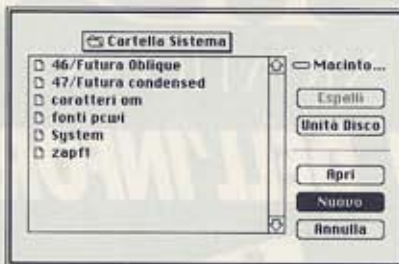 Cartella Sistema
46/Futura Oblique
47/Futura condensed
caratteri om
fonti pcwi
System
zapf1
Macinto...
Espelli
Unità Disco
Apri
Nuovo
Annulla